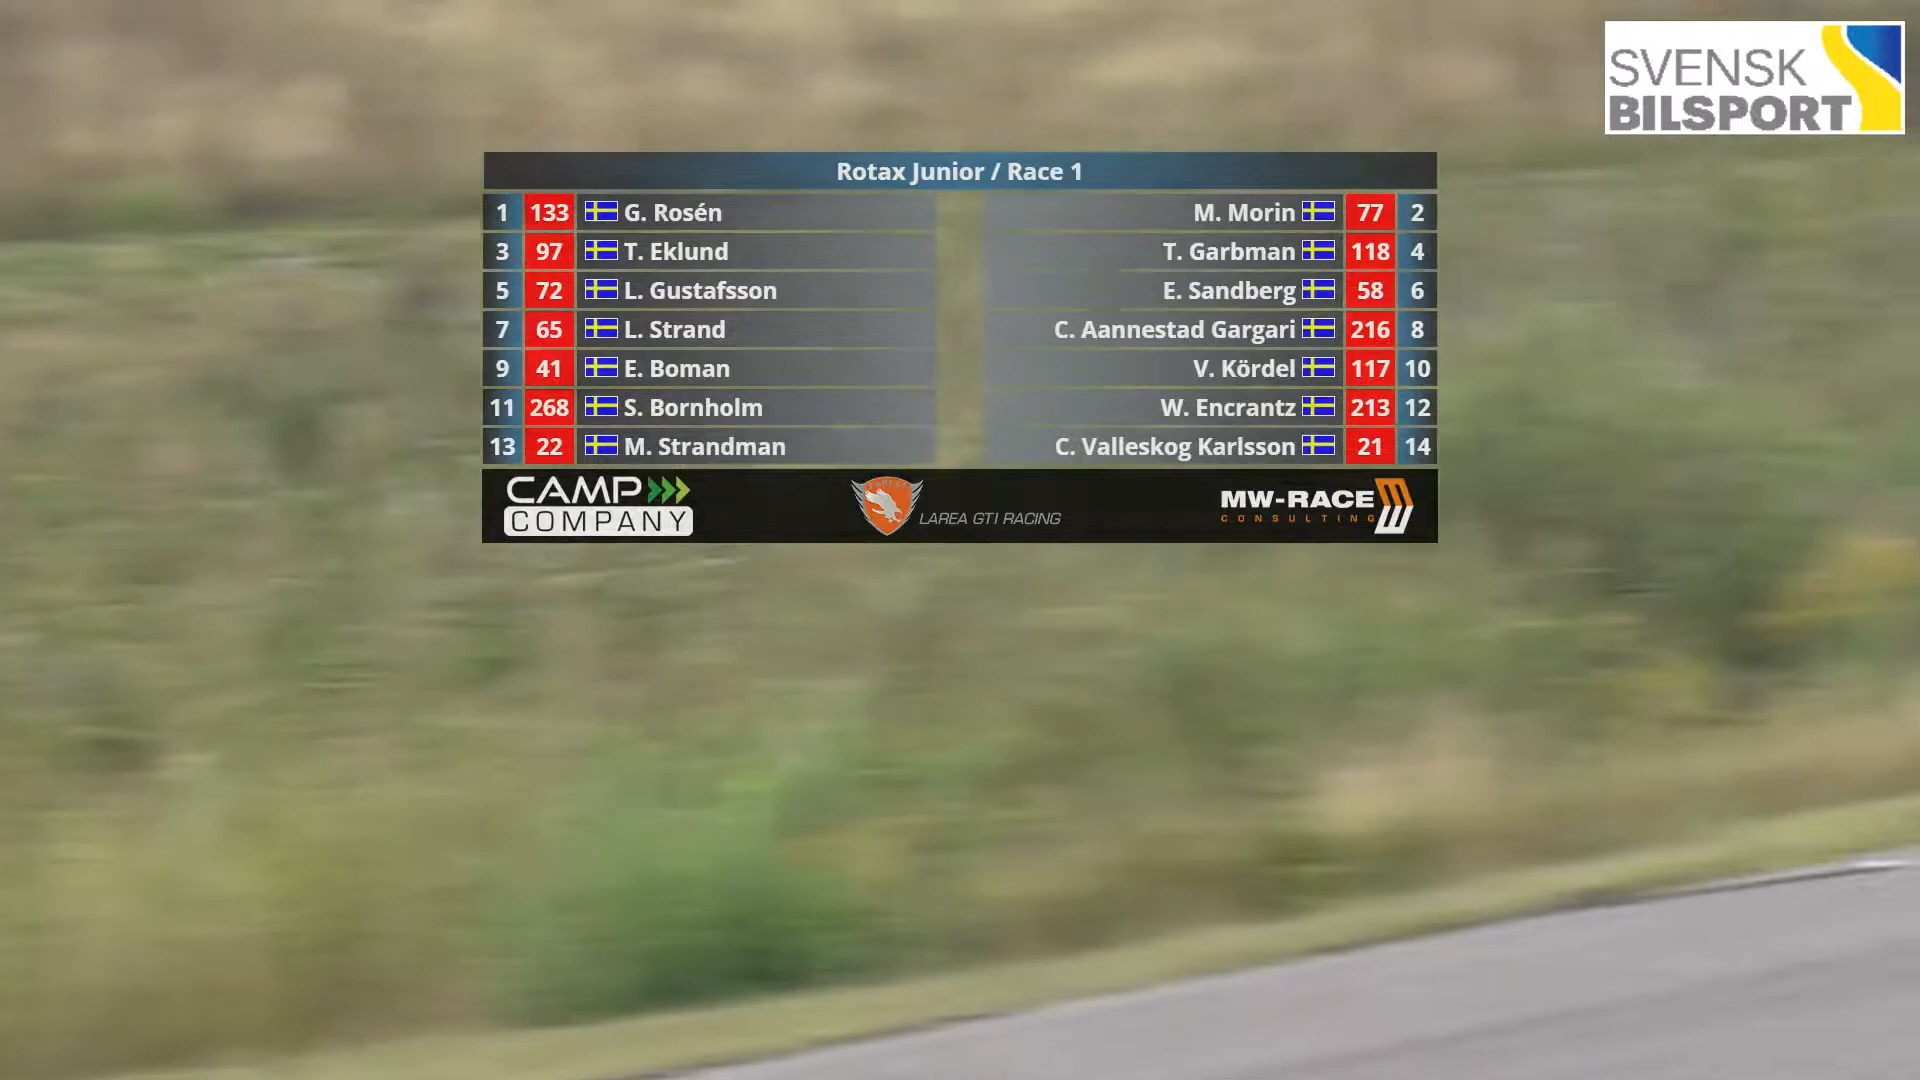 SVENSK
BILSPORT
Rotax Junior / Race 1
1 133 G. Rosén M. Morin 77 2
3 97 T. Eklund T. Garbman 118 4
5 72 L. Gustafsson E. Sandberg 58 6
7 65 L. Strand C. Aannestad Gargari 216 8
9 41 E. Boman V. Kördel 117 10
11 268 S. Bornholm W. Encrantz 213 12
13 22 M. Strandman C. Valleskog Karlsson 21 14
CAMP
COMPANY
LAREA GT1 RACING
MW-RACE
CONSULTING